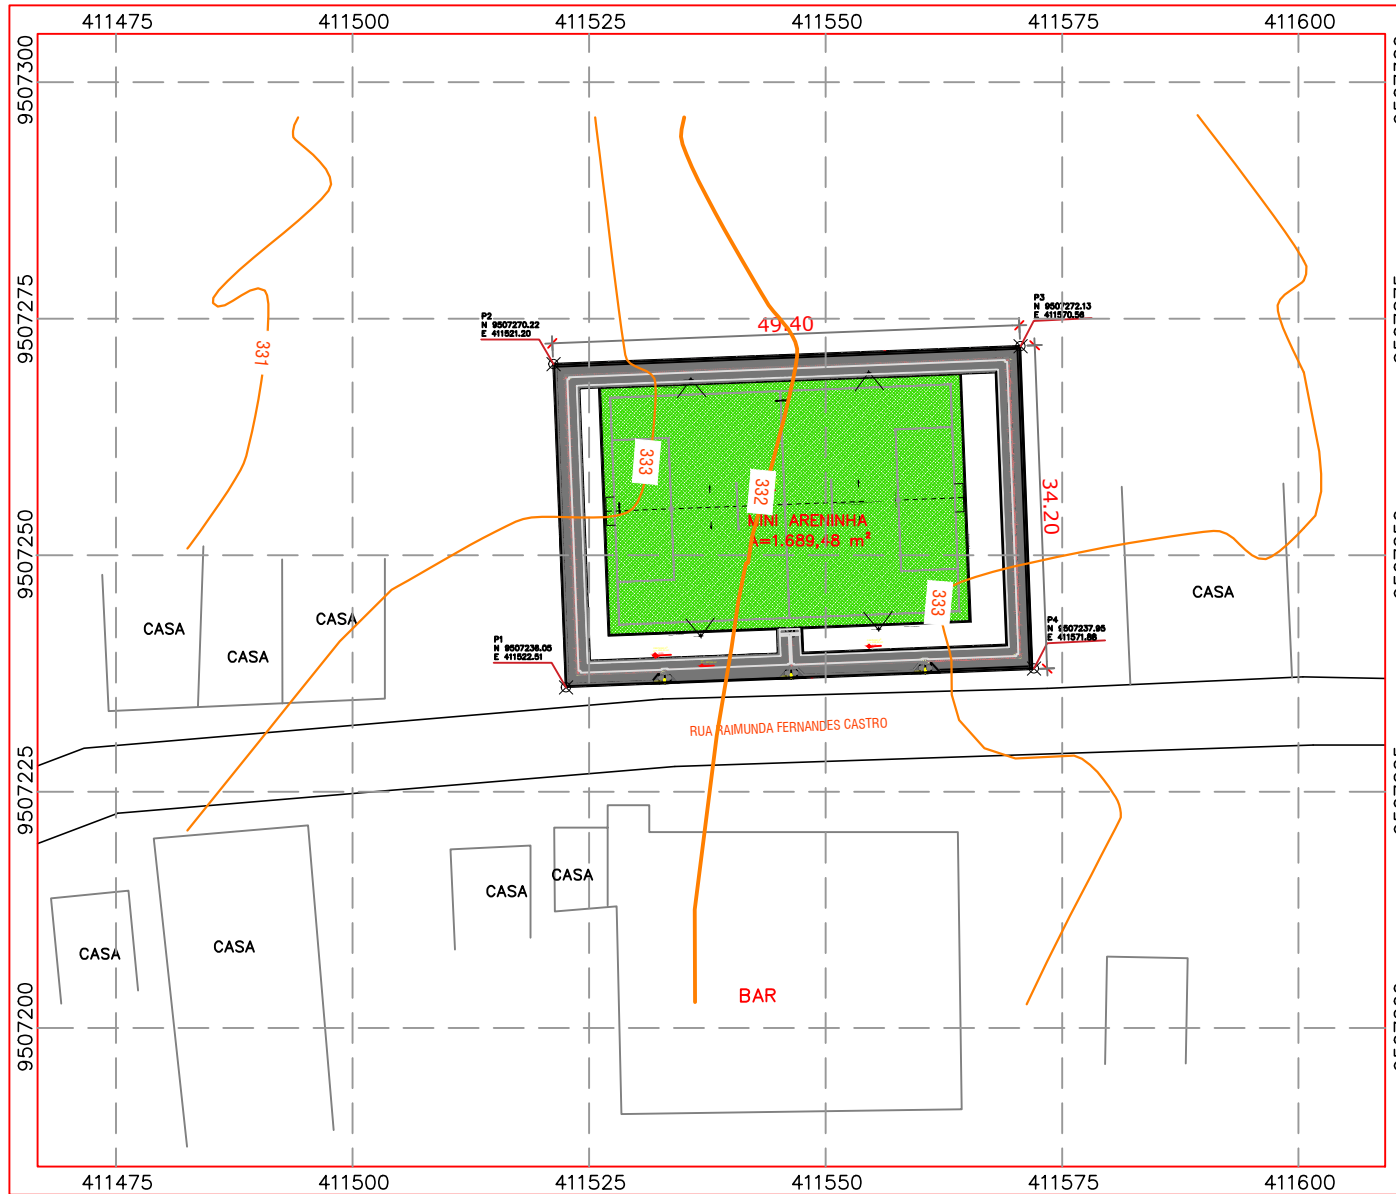 411475 411500 411525 411550 411575 411600
9507300
9507275
P3
N 9507272.13
E 411570.56
P2
N 9507270.22
E 411521.20
49.40
331
333
332
34.20
MINI ARENINHA
A=1.689,48 m²
9507250
333
CASA
CASA
CASA
CASA
P1
N 9507236.05
E 411522.51
P4
N 9507237.95
E 411571.88
RUA RAIMUNDA FERNANDES CASTRO
9507225
CASA
CASA
CASA
CASA
BAR
9507200
411475 411500 411525 411550 411575 411600